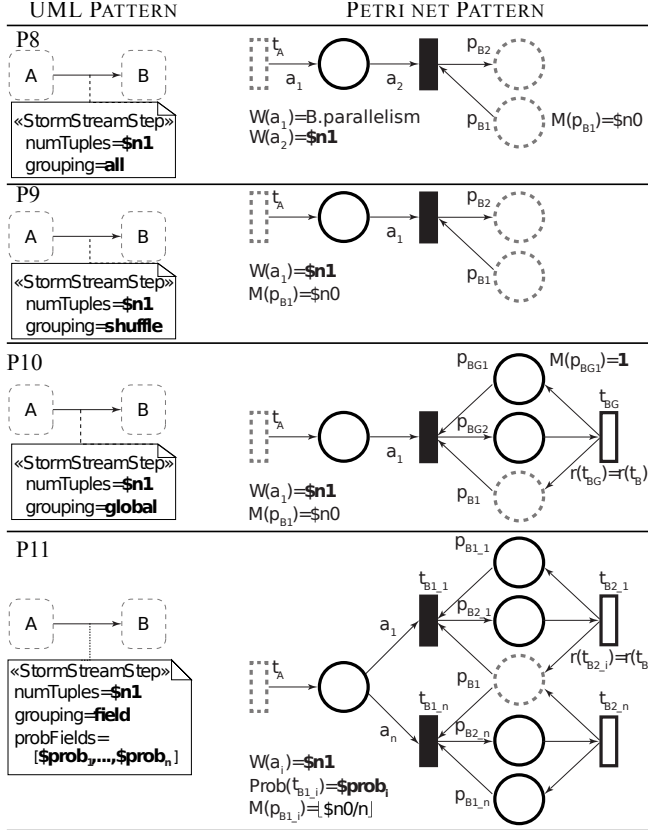 UML PATTERN PETRI NET PATTERN
P8
A B
«StormStreamStep»
numTuples=$n1
grouping=all
t_A a_1 a_2 p_B2
p_B1 M(p_B1)=$n0
W(a_1)=B.parallelism
W(a_2)=$n1
P9
A B
«StormStreamStep»
numTuples=$n1
grouping=shuffle
t_A a_1 p_B2
p_B1
W(a_1)=$n1
M(p_B1)=$n0
P10
A B
«StormStreamStep»
numTuples=$n1
grouping=global
p_BG1 M(p_BG1)=1
t_BG
t_A a_1 p_BG2
p_B1 r(t_BG)=r(t_B)
W(a_1)=$n1
M(p_B1)=$n0
P11
A B
«StormStreamStep»
numTuples=$n1
grouping=field
probFields=
[$prob_1,...,$prob_n]
p_B1_1
t_B1_1 t_B2_1
p_B2_1
a_1
t_A p_B1 r(t_B2_i)=r(t_B
t_B1_n t_B2_n
a_n p_B2_n
p_B1_n
W(a_i)=$n1
Prob(t_B1_i)=$prob_i
M(p_B1_i)=⌊$n0/n⌋